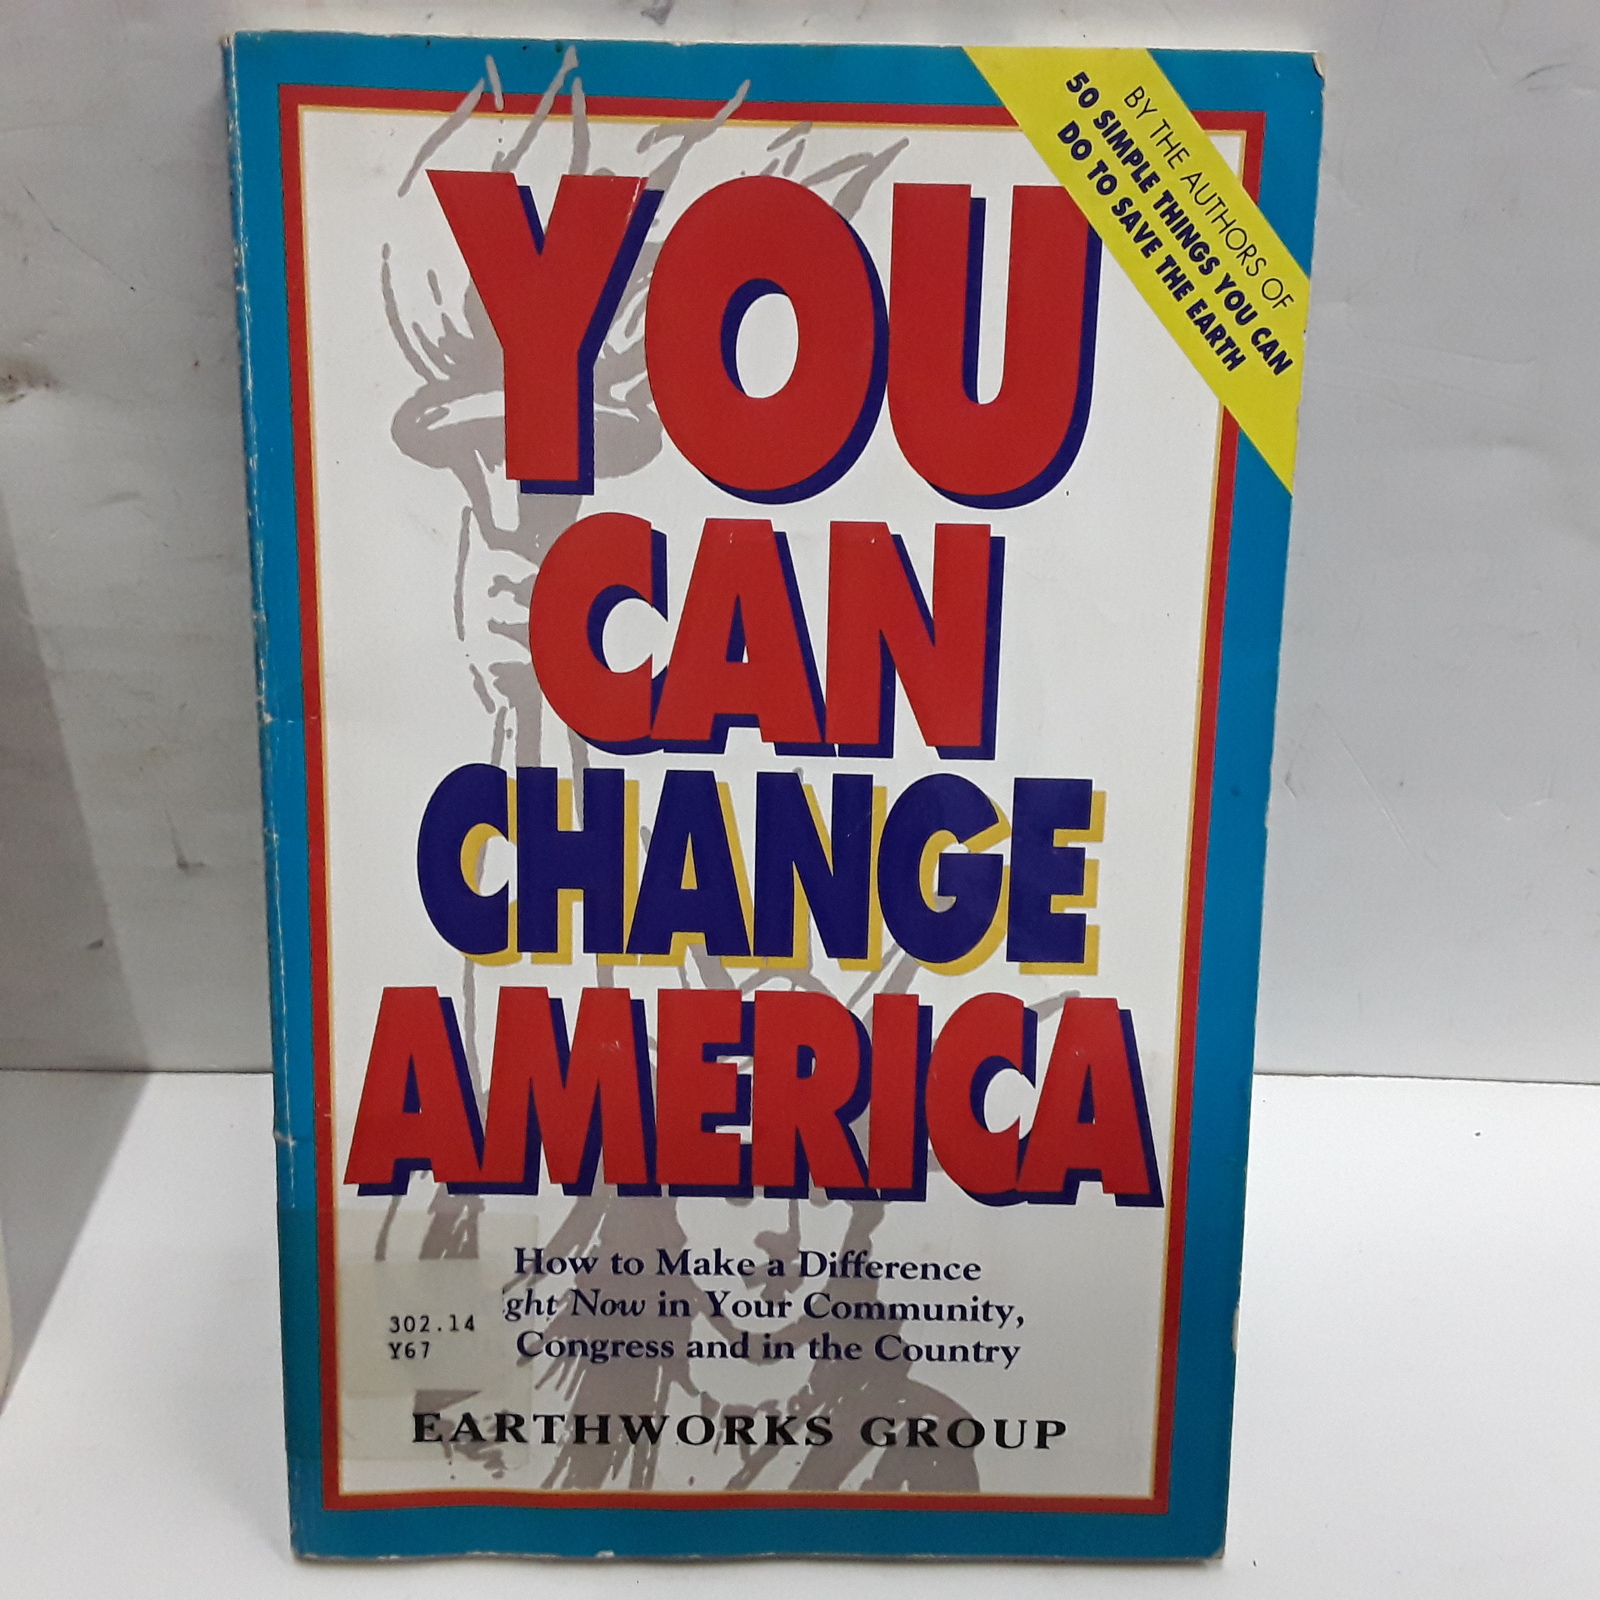 BY THE AUTHORS OF
50 SIMPLE THINGS YOU CAN
DO TO SAVE THE EARTH
YOU
CAN
CHANGE
AMERICA
How to Make a Difference
ght Now in Your Community,
Congress and in the Country
302.14
Y67
EARTHWORKS GROUP